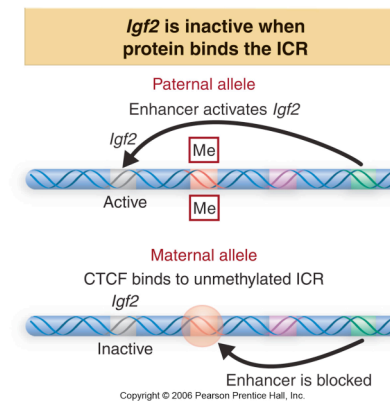 Igf2 is inactive when
protein binds the ICR
Paternal allele
Enhancer activates Igf2
Igf2
Me
Active
Me
Maternal allele
CTCF binds to unmethylated ICR
Igf2
Inactive
Enhancer is blocked
Copyright © 2006 Pearson Prentice Hall, Inc.